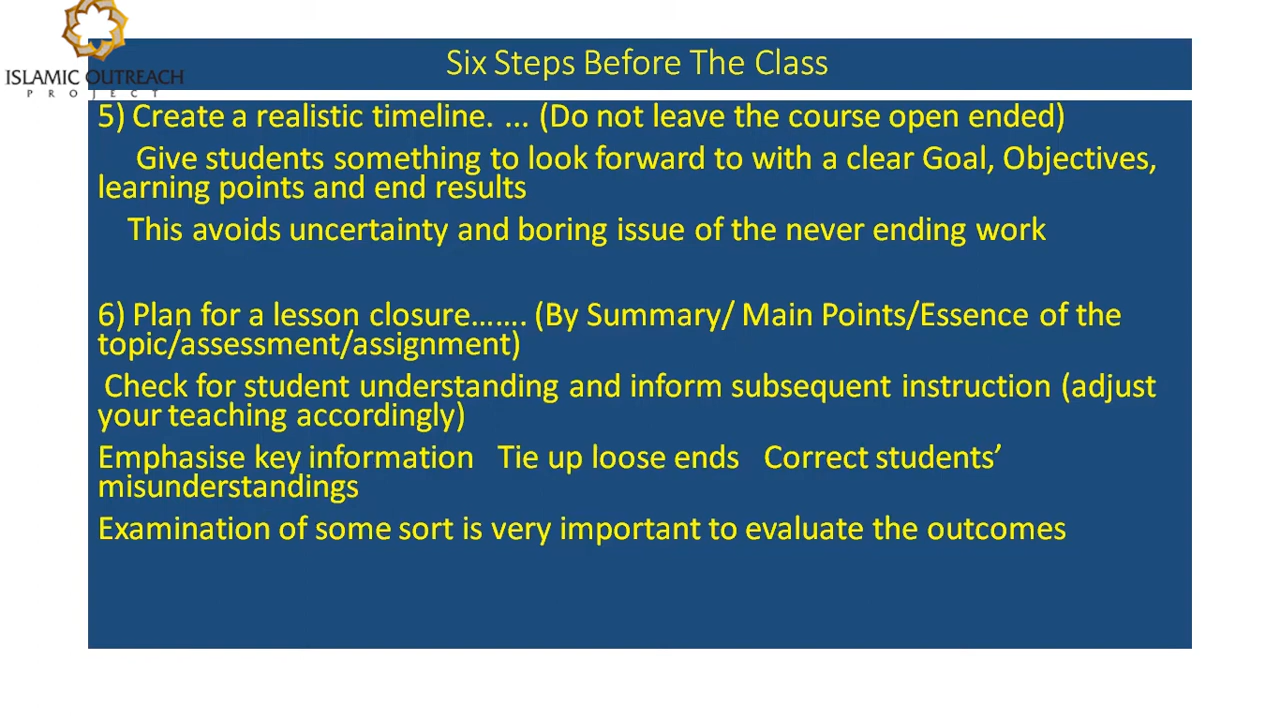 ISLAMIC OUTREACH
PROJECT
Six Steps Before The Class
5) Create a realistic timeline. ... (Do not leave the course open ended)
Give students something to look forward to with a clear Goal, Objectives,
learning points and end results
This avoids uncertainty and boring issue of the never ending work
6) Plan for a lesson closure....... (By Summary/ Main Points/Essence of the
topic/assessment/assignment)
Check for student understanding and inform subsequent instruction (adjust
your teaching accordingly)
Emphasise key information Tie up loose ends Correct students’
misunderstandings
Examination of some sort is very important to evaluate the outcomes